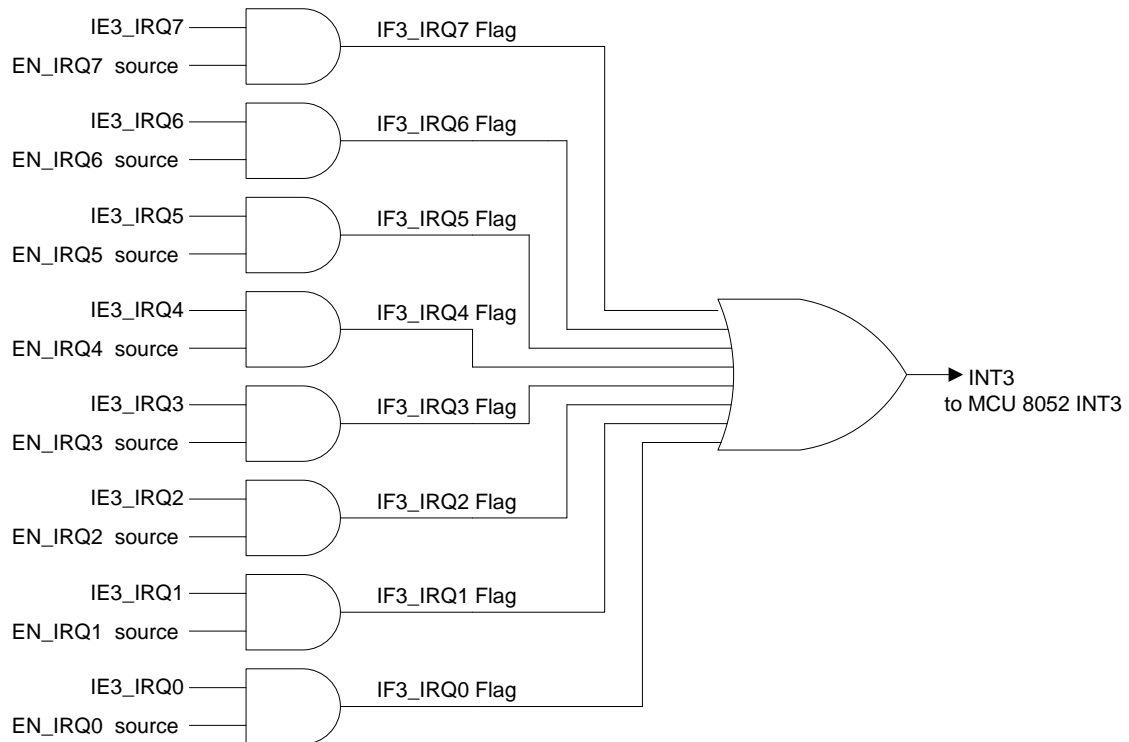 IE3_IRQ7
IF3_IRQ7 Flag
EN_IRQ7 source
IE3_IRQ6
IF3_IRQ6 Flag
EN_IRQ6 source
IE3_IRQ5
IF3_IRQ5 Flag
EN_IRQ5 source
IE3_IRQ4
IF3_IRQ4 Flag
EN_IRQ4 source
INT3
to MCU 8052 INT3
IE3_IRQ3
IF3_IRQ3 Flag
EN_IRQ3 source
IE3_IRQ2
IF3_IRQ2 Flag
EN_IRQ2 source
IE3_IRQ1
IF3_IRQ1 Flag
EN_IRQ1 source
IE3_IRQ0
IF3_IRQ0 Flag
EN_IRQ0 source